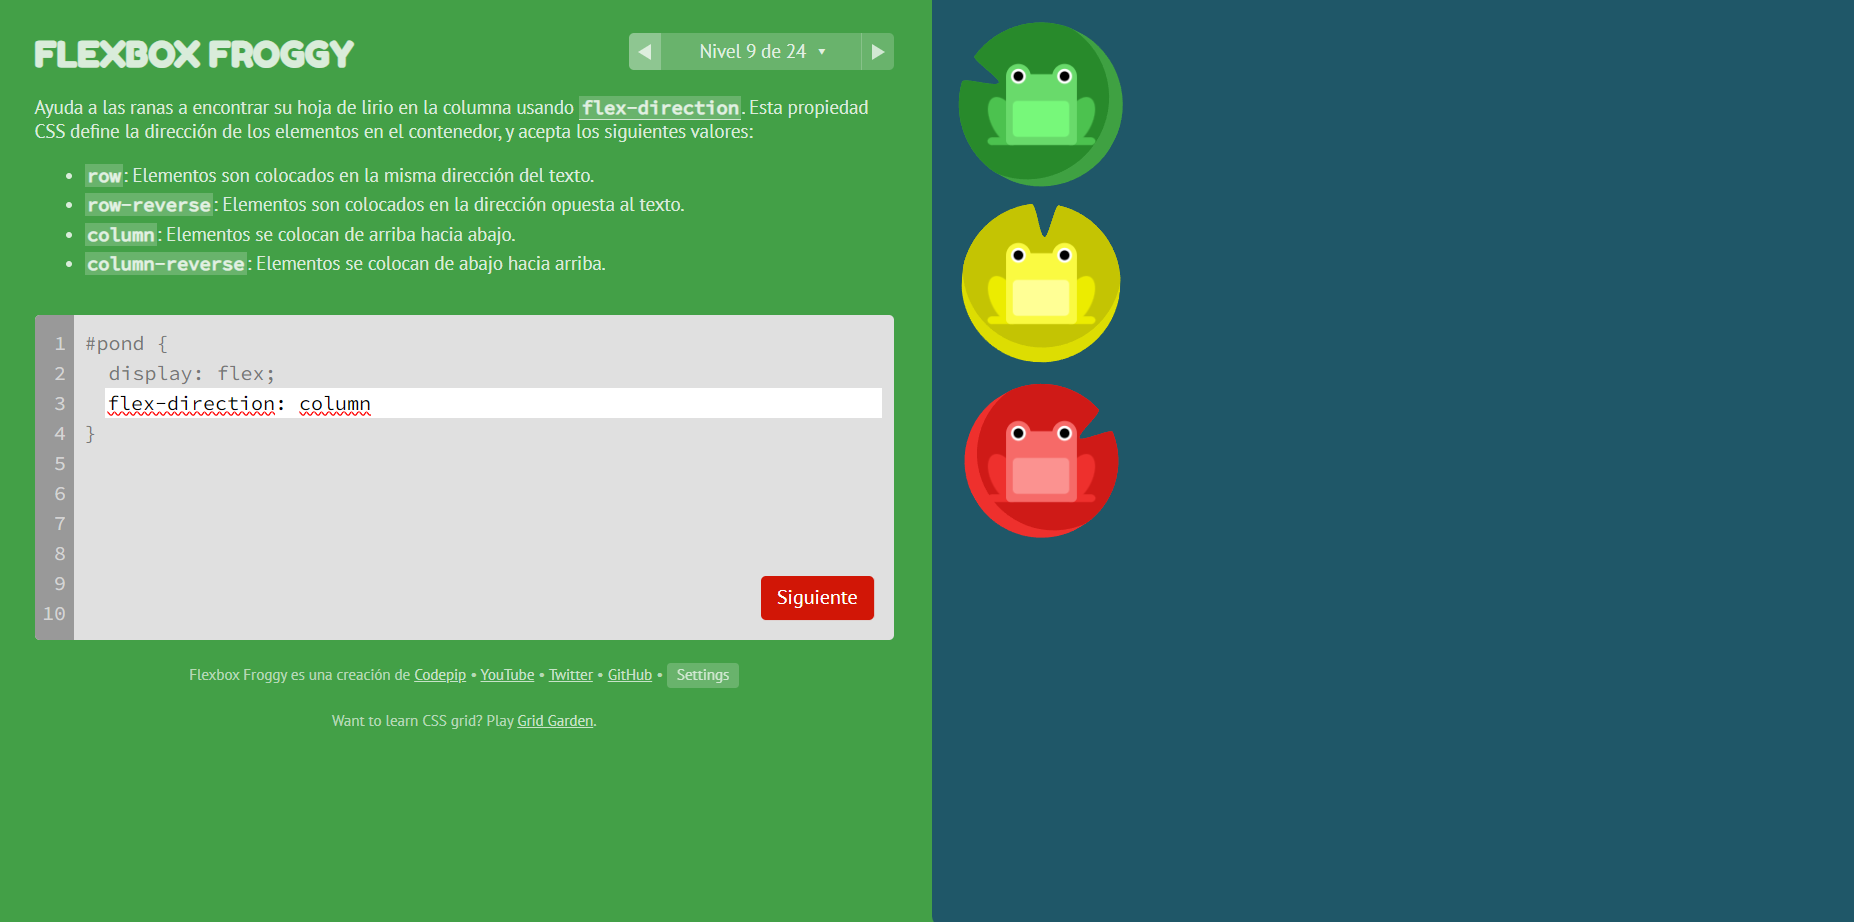 FLEXBOX FROGGY
Nivel 9 de 24 ▾
Ayuda a las ranas a encontrar su hoja de lirio en la columna usando flex-direction. Esta propiedad
CSS define la dirección de los elementos en el contenedor, y acepta los siguientes valores:
• row: Elementos son colocados en la misma dirección del texto.
• row-reverse: Elementos son colocados en la dirección opuesta al texto.
• column: Elementos se colocan de arriba hacia abajo.
• column-reverse: Elementos se colocan de abajo hacia arriba.
1 #pond {
2 display: flex;
3 flex-direction: column
4 }
5
6
7
8
9
10
Siguiente
Flexbox Froggy es una creación de Codepip • YouTube • Twitter • GitHub • Settings
Want to learn CSS grid? Play Grid Garden.